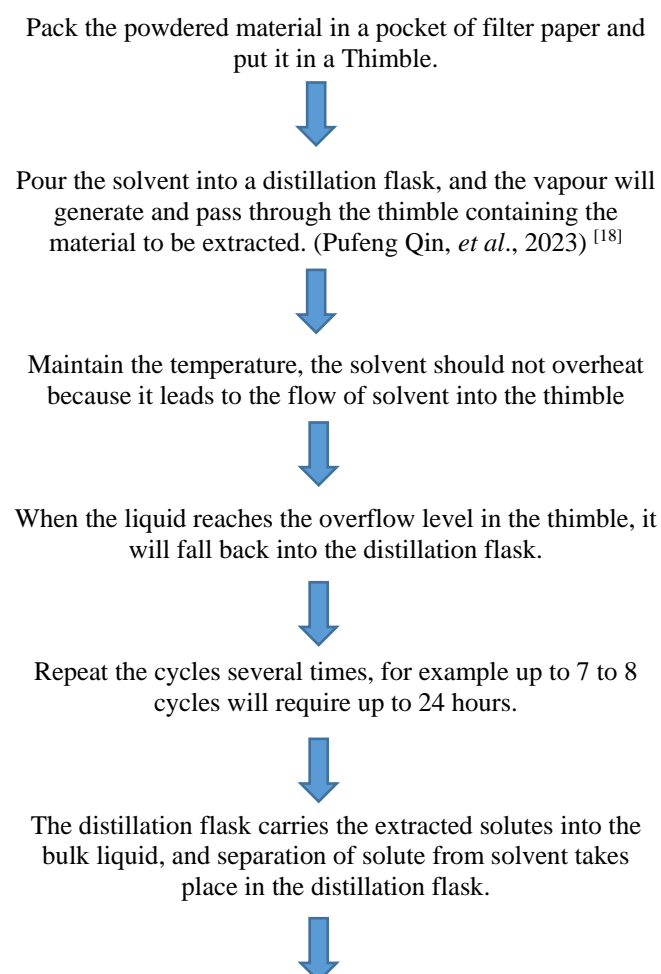 Pack the powdered material in a pocket of filter paper and
put it in a Thimble.
Pour the solvent into a distillation flask, and the vapour will
generate and pass through the thimble containing the
material to be extracted. (Pufeng Qin, et al., 2023) [18]
Maintain the temperature, the solvent should not overheat
because it leads to the flow of solvent into the thimble
When the liquid reaches the overflow level in the thimble, it
will fall back into the distillation flask.
Repeat the cycles several times, for example up to 7 to 8
cycles will require up to 24 hours.
The distillation flask carries the extracted solutes into the
bulk liquid, and separation of solute from solvent takes
place in the distillation flask.